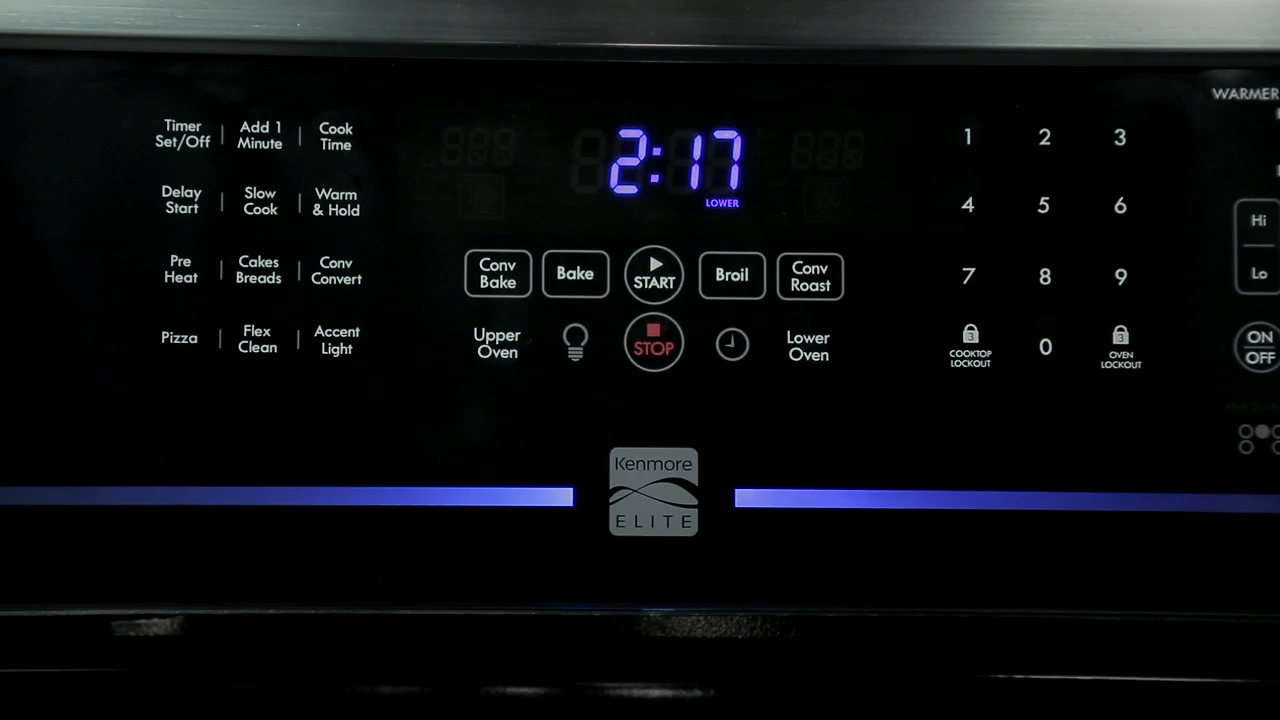 WARMER
Timer Set/Off | Add 1 Minute | Cook Time
2:17
LOWER
1 2 3
Delay Start | Slow Cook | Warm & Hold
4 5 6
Hi
Pre Heat | Cakes Breads | Conv Convert
Conv Bake
Bake
START
Broil
Conv Roast
7 8 9
Lo
Pizza | Flex Clean | Accent Light
Upper Oven
STOP
Lower Oven
3 COOKTOP LOCKOUT
0
3 OVEN LOCKOUT
ON
OFF
Kenmore
ELITE